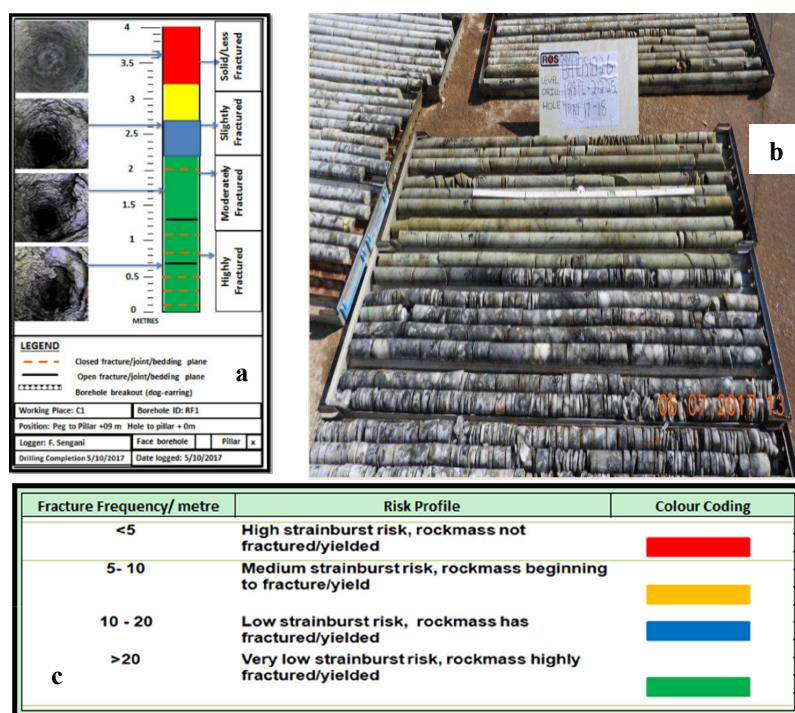 4
3.5
3
2.5
2
1.5
1
0.5
0
METRES
Solid/Less
Fractured
Slightly
Fractured
Moderately
Fractured
Highly
Fractured
LEGEND
Closed fracture/joint/bedding plane
Open fracture/joint/bedding plane
Borehole breakout (dog-earring)
a
Working Place: C1
Borehole ID: RF1
Position: Peg to Pillar +09 m Hole to pillar + 0m
Logger: F. Sengani
Face borehole
Pillar
x
Drilling Completion 5/10/2017
Date logged: 5/10/2017
ROS
LEVEL
DRILL
HOLE
17-18
b
06.07.2017 13
Fracture Frequency/ metre
Risk Profile
Colour Coding
<5
High strainburst risk, rockmass not
fractured/yielded
5- 10
Medium strainburst risk, rockmass beginning
to fracture/yield
10 - 20
Low strainburst risk, rockmass has
fractured/yielded
>20
Very low strainburst risk, rockmass highly
fractured/yielded
c